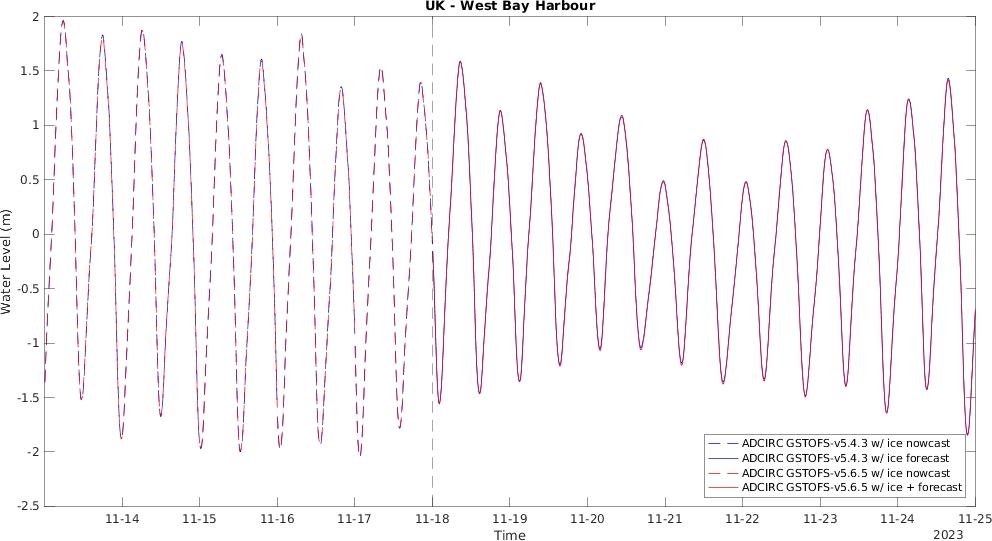 UK - West Bay Harbour
2
1.5
1
0.5
0
-0.5
-1
-1.5
-2
-2.5
Water Level (m)
11-14 11-15 11-16 11-17 11-18 11-19 11-20 11-21 11-22 11-23 11-24 11-25
Time
2023
ADCIRC GSTOFS-v5.4.3 w/ ice nowcast
ADCIRC GSTOFS-v5.4.3 w/ ice forecast
ADCIRC GSTOFS-v5.6.5 w/ ice nowcast
ADCIRC GSTOFS-v5.6.5 w/ ice + forecast